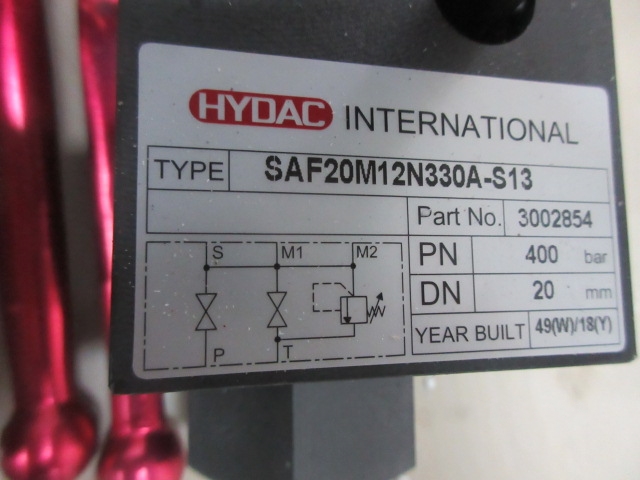 HYDAC INTERNATIONAL
TYPE SAF20M12N330A-S13
Part No. 3002854
PN 400 bar
DN 20 mm
YEAR BUILT 49(W)/18(Y)
S M1 M2
P T